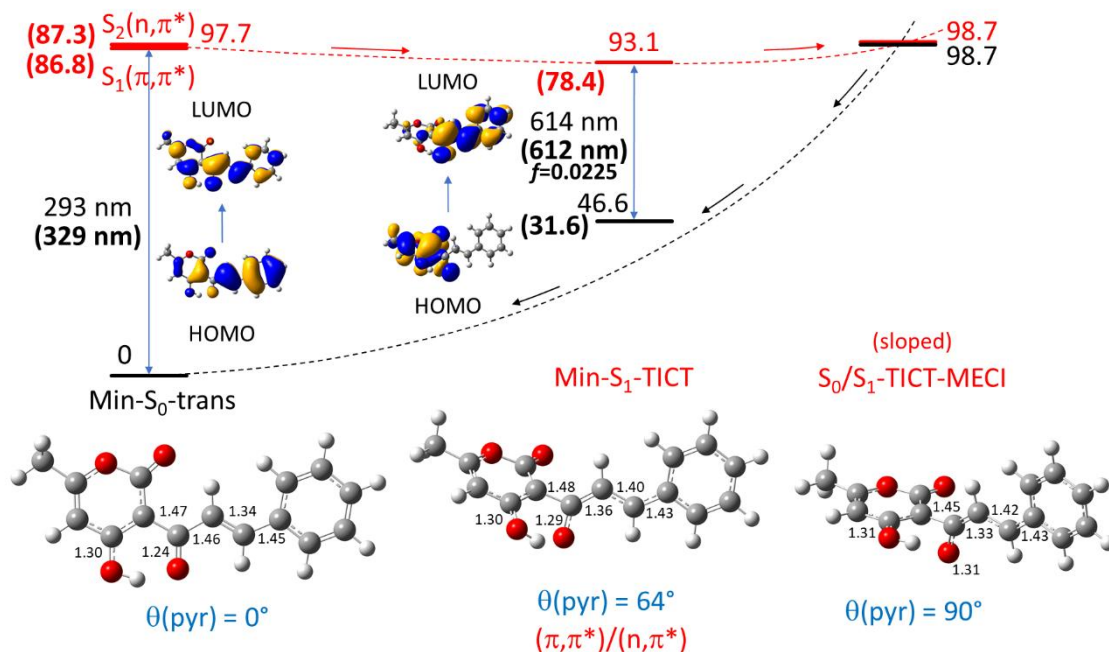 (87.3)
S₂(n,π*)
97.7
(86.8)
S₁(π,π*)
93.1
(78.4)
98.7
98.7
LUMO
LUMO
614 nm
(612 nm)
f=0.0225
46.6
(31.6)
293 nm
(329 nm)
HOMO
HOMO
0
Min-S₀-trans
Min-S₁-TICT
(sloped)
S₀/S₁-TICT-MECI
1.47
1.34
1.30
1.24
1.46
1.45
1.48
1.40
1.30
1.29
1.36
1.43
1.45
1.42
1.31
1.33
1.43
1.31
θ(pyr) = 0°
θ(pyr) = 64°
(π,π*)/(n,π*)
θ(pyr) = 90°